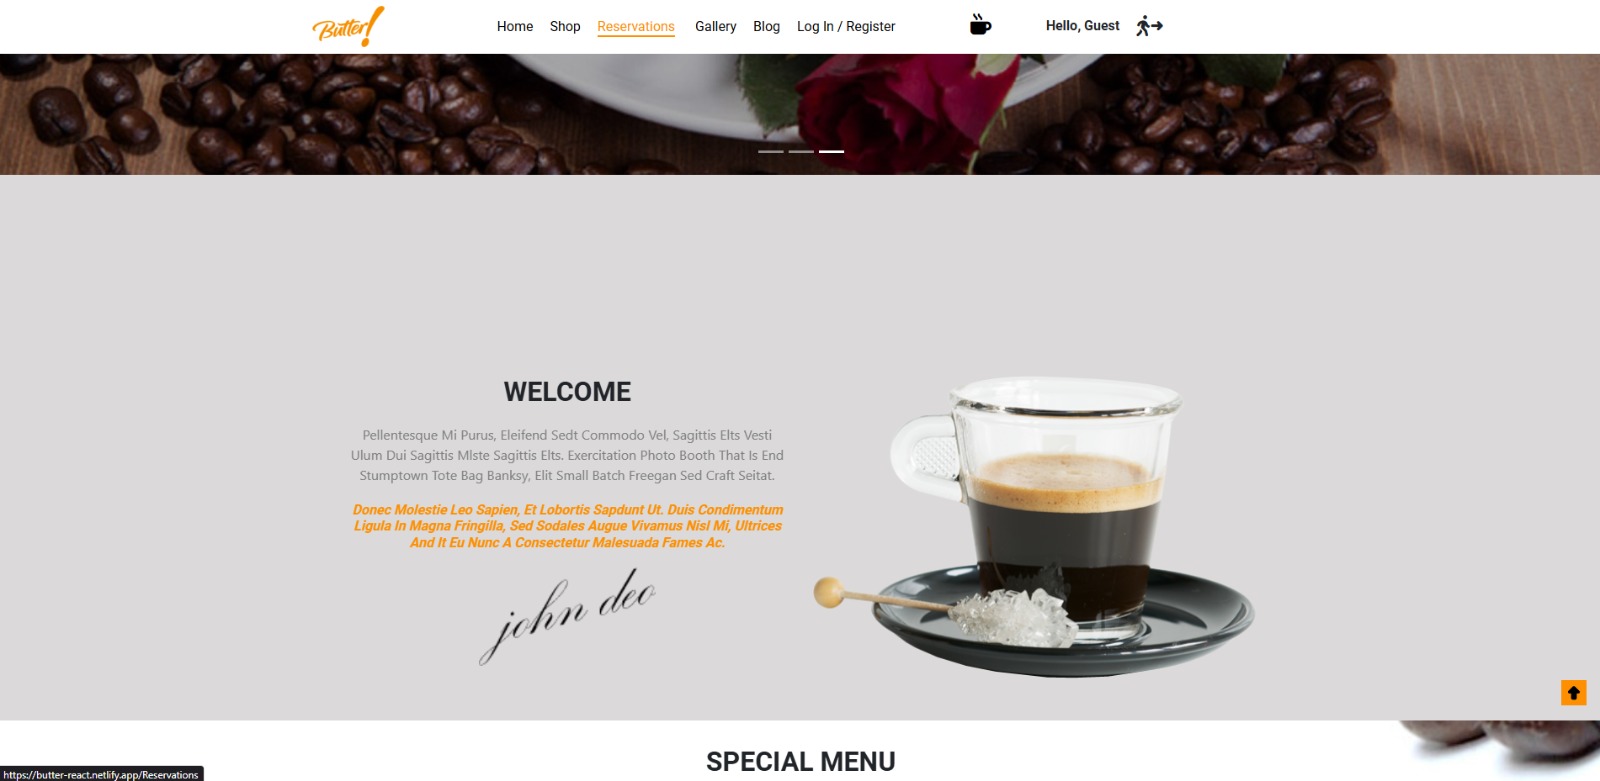 Butter!
Home Shop Reservations Gallery Blog Log In / Register
Hello, Guest
WELCOME
Pellentesque Mi Purus, Eleifend Sedt Commodo Vel, Sagittis Elts Vesti
Ulum Dui Sagittis Mlste Sagittis Elts. Exercitation Photo Booth That Is End
Stumptown Tote Bag Banksy, Elit Small Batch Freegan Sed Craft Seitat.
Donec Molestie Leo Sapien, Et Lobortis Sapdunt Ut. Duis Condimentum
Ligula In Magna Fringilla, Sed Sodales Augue Vivamus Nisl Mi, Ultrices
And It Eu Nunc A Consectetur Malesuada Fames Ac.
john deo
SPECIAL MENU
https://butter-react.netlify.app/Reservations